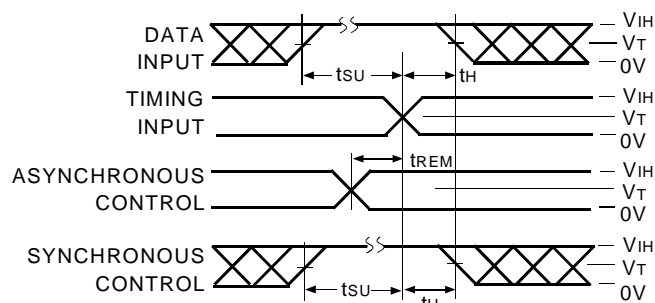 DATA
INPUT
tSU
tH
VIH
VT
0V
TIMING
INPUT
VIH
VT
0V
tREM
ASYNCHRONOUS
CONTROL
VIH
VT
0V
SYNCHRONOUS
CONTROL
tSU
tH
VIH
VT
0V